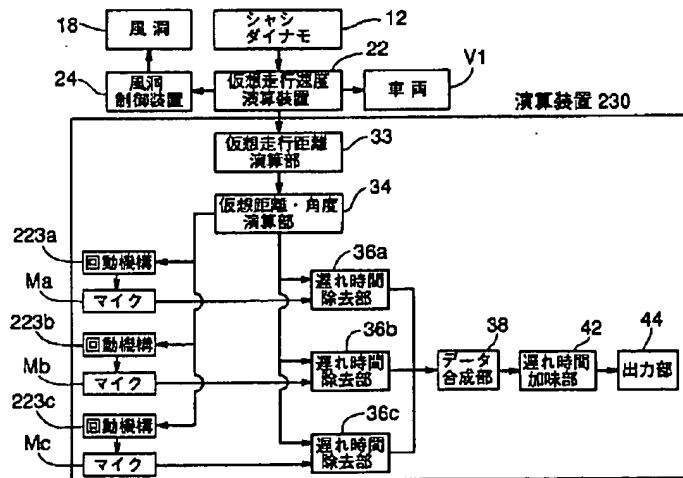 18
風洞
シャシ
ダイナモ
12
24
風洞
制御装置
仮想走行速度
演算装置
22
車両
V1
演算装置 230
仮想走行距離
演算部
33
仮想距離・角度
演算部
34
223a
回動機構
Ma
マイク
36a
遅れ時間
除去部
223b
回動機構
Mb
マイク
36b
遅れ時間
除去部
38
データ
合成部
42
遅れ時間
加味部
44
出力部
223c
回動機構
Mc
マイク
36c
遅れ時間
除去部